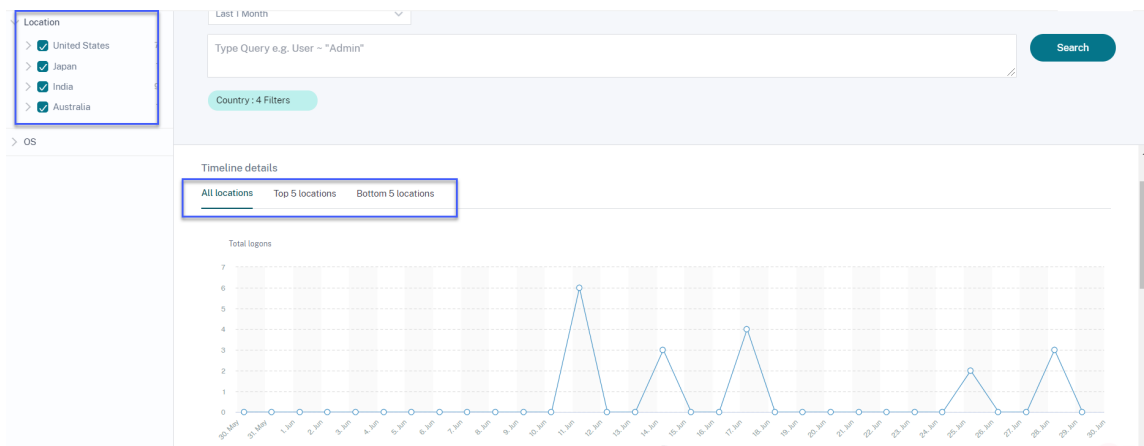 Last 1 Month
Location
United States 7
Japan
India 9
Australia
OS
Type Query e.g. User ~ "Admin"
Search
Country : 4 Filters
Timeline details
All locations Top 5 locations Bottom 5 locations
Total logons
7
6
5
4
3
2
1
0
30. May 31. May 1. Jun 2. Jun 3. Jun 4. Jun 5. Jun 6. Jun 7. Jun 8. Jun 9. Jun 10. Jun 11. Jun 12. Jun 13. Jun 14. Jun 15. Jun 16. Jun 17. Jun 18. Jun 19. Jun 20. Jun 21. Jun 22. Jun 23. Jun 24. Jun 25. Jun 26. Jun 27. Jun 28. Jun 29. Jun 30. Jun